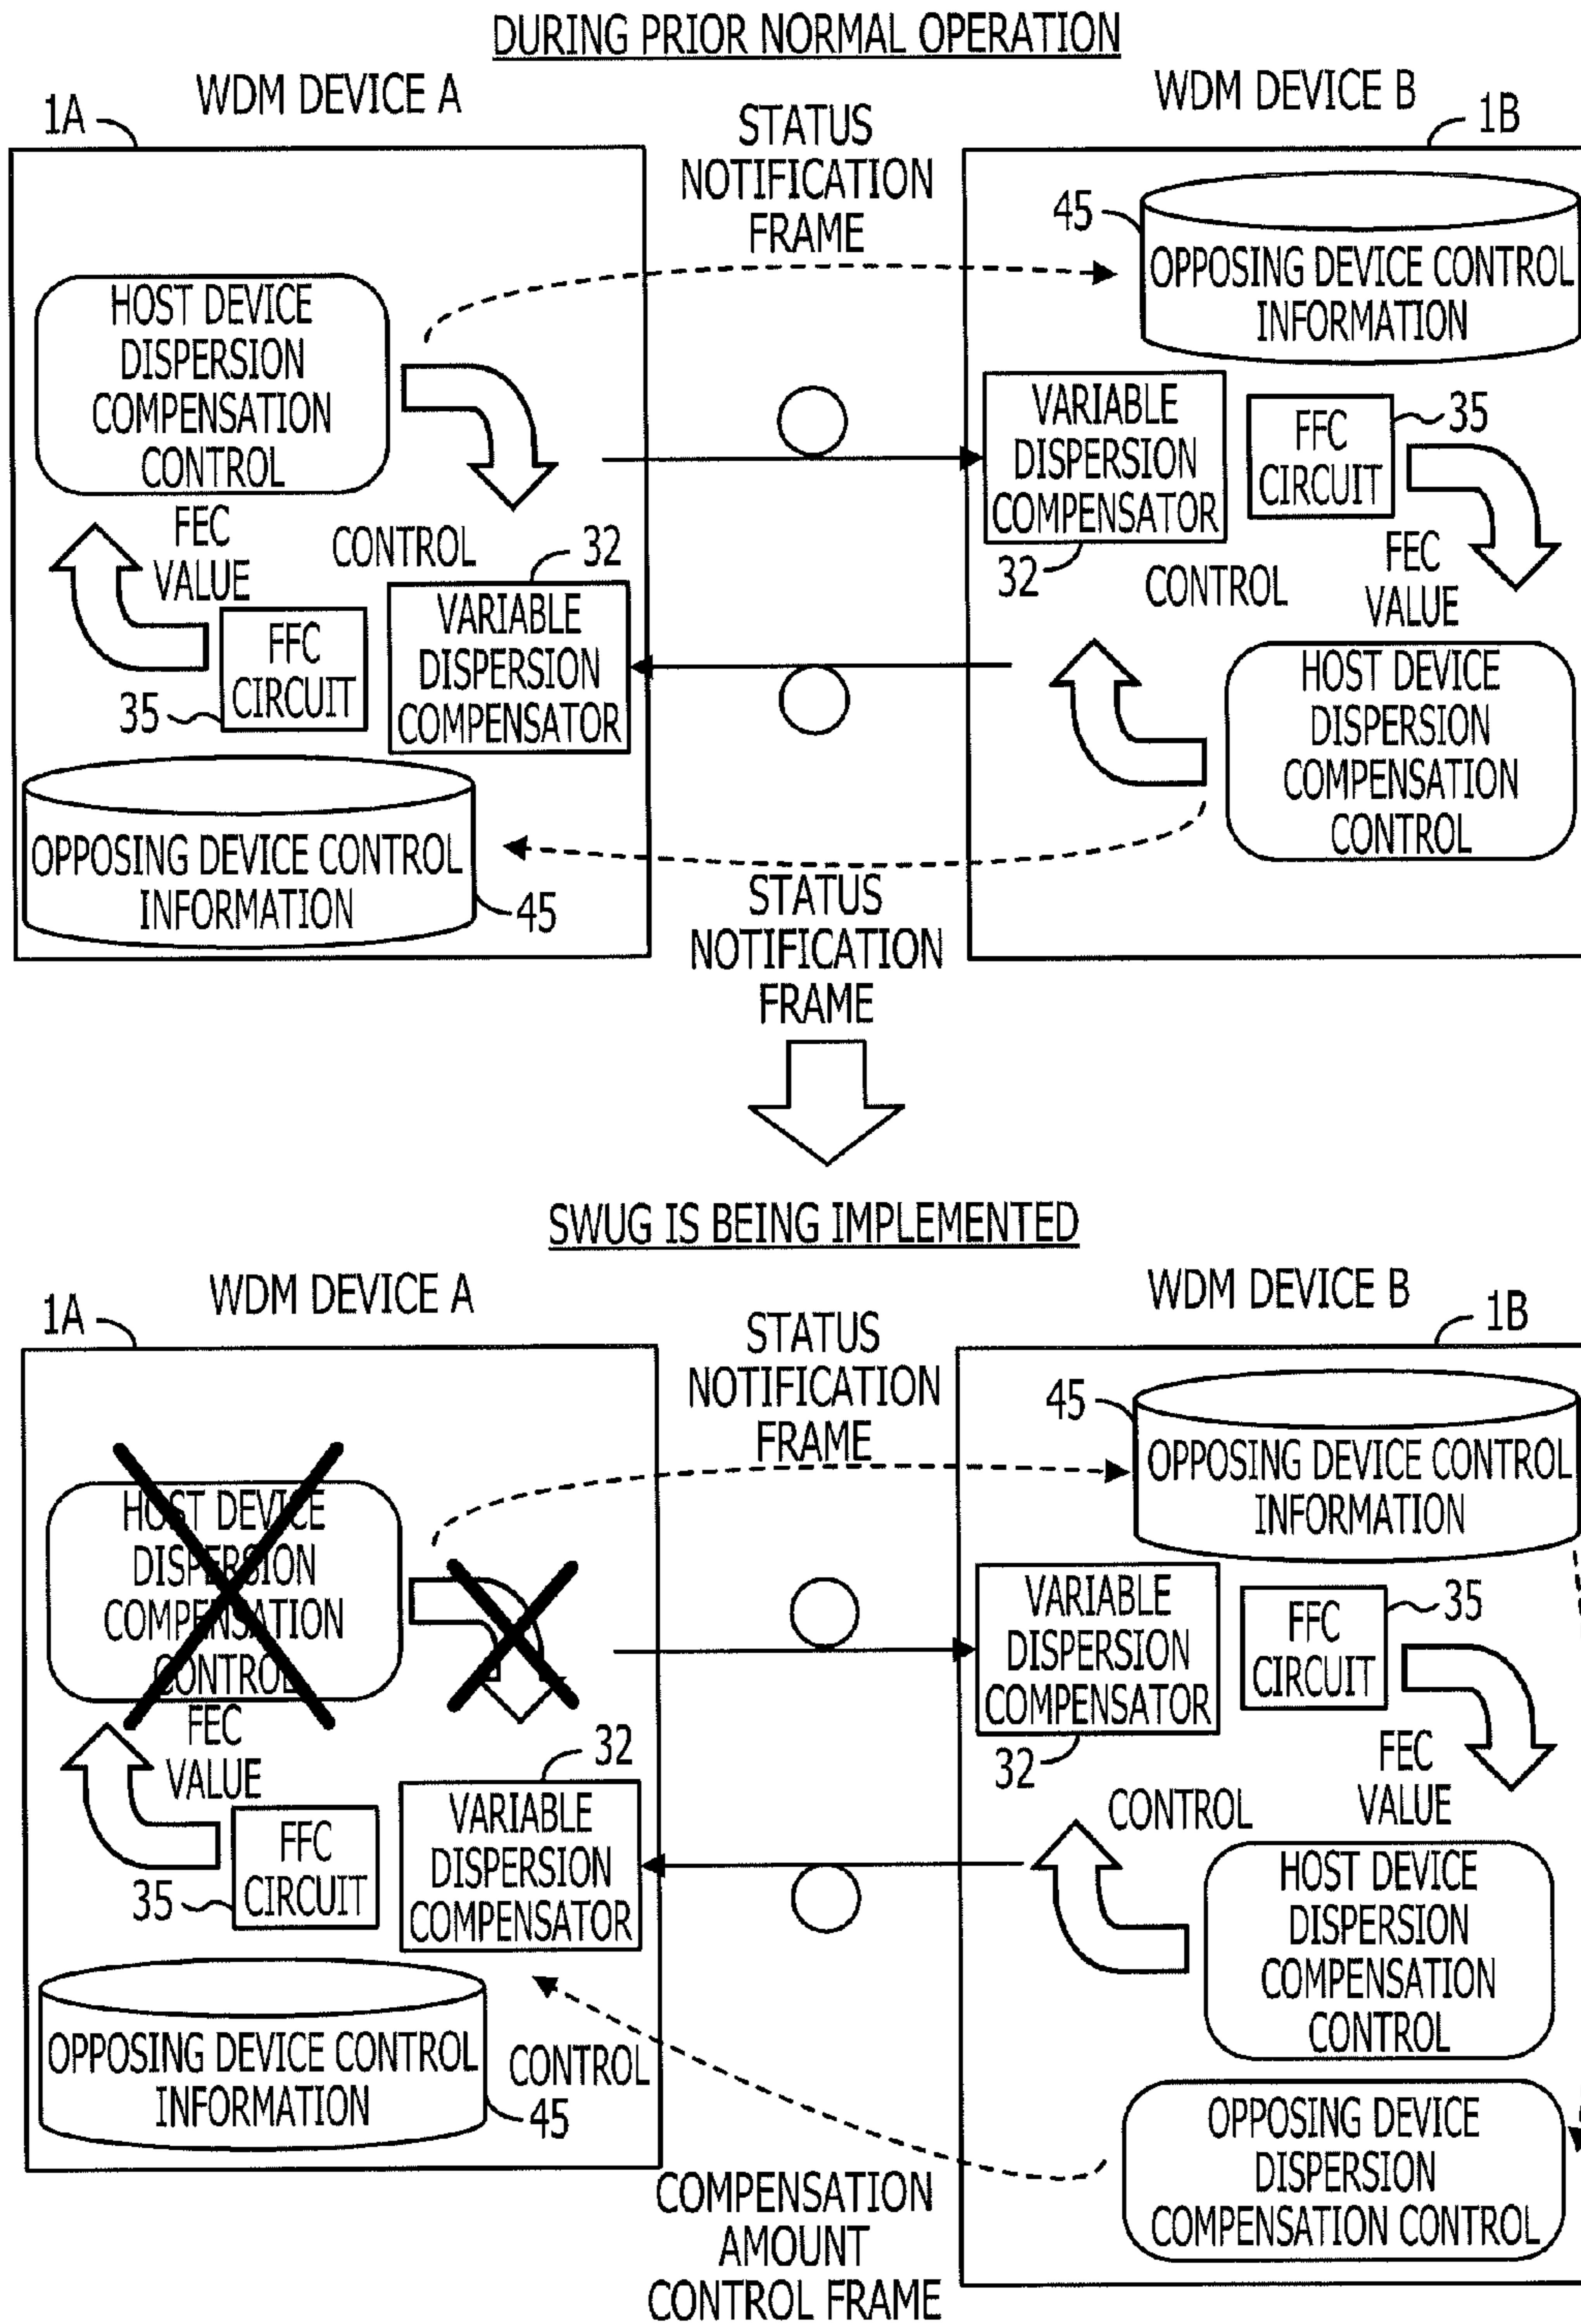 DURING PRIOR NORMAL OPERATION
WDM DEVICE A
WDM DEVICE B
1A
1B
STATUS
NOTIFICATION
FRAME
45
OPPOSING DEVICE CONTROL
INFORMATION
HOST DEVICE
DISPERSION
COMPENSATION
CONTROL
VARIABLE
DISPERSION
COMPENSATOR
FFC
CIRCUIT
35
FEC
VALUE
CONTROL
32
32
CONTROL
FEC
VALUE
FFC
CIRCUIT
35
VARIABLE
DISPERSION
COMPENSATOR
HOST DEVICE
DISPERSION
COMPENSATION
CONTROL
OPPOSING DEVICE CONTROL
INFORMATION
45
STATUS
NOTIFICATION
FRAME
SWUG IS BEING IMPLEMENTED
WDM DEVICE A
WDM DEVICE B
1A
1B
STATUS
NOTIFICATION
FRAME
45
OPPOSING DEVICE CONTROL
INFORMATION
HOST DEVICE
DISPERSION
COMPENSATION
CONTROL
VARIABLE
DISPERSION
COMPENSATOR
FFC
CIRCUIT
35
FEC
VALUE
32
32
CONTROL
FEC
VALUE
FFC
CIRCUIT
35
VARIABLE
DISPERSION
COMPENSATOR
HOST DEVICE
DISPERSION
COMPENSATION
CONTROL
OPPOSING DEVICE CONTROL
INFORMATION
45
CONTROL
OPPOSING DEVICE
DISPERSION
COMPENSATION CONTROL
COMPENSATION
AMOUNT
CONTROL FRAME